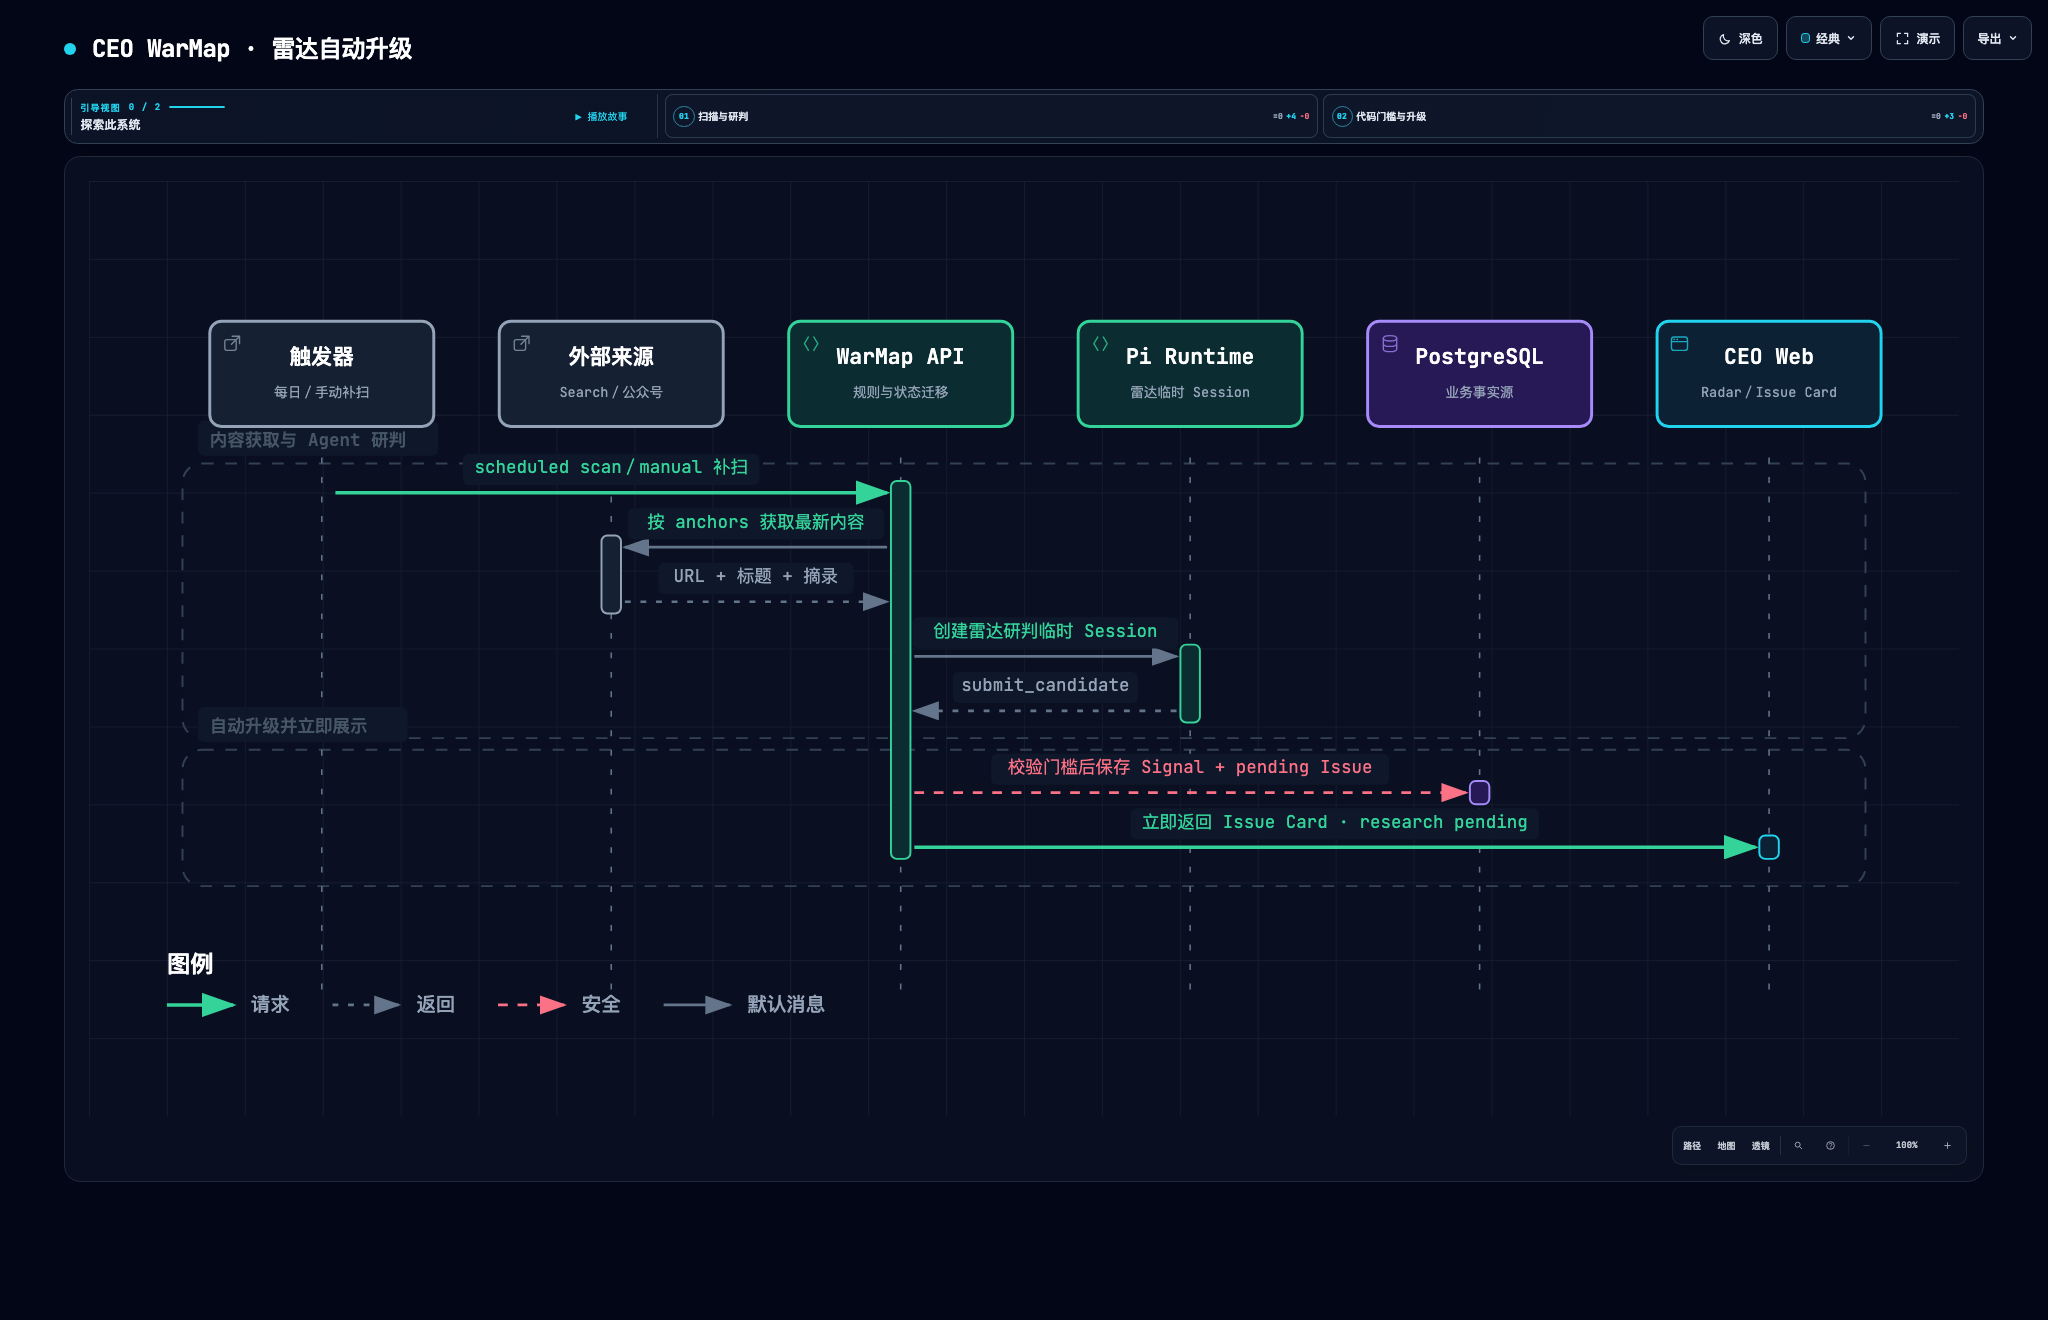 CEO WarMap · 雷达自动升级
深色
经典
演示
导出
引导视图 0 / 2
探索此系统
▶ 播放故事
01 扫描与研判
=0 +4 -0
02 代码门槛与升级
=0 +3 -0
触发器
每日 / 手动补扫
外部来源
Search / 公众号
WarMap API
规则与状态迁移
Pi Runtime
雷达临时 Session
PostgreSQL
业务事实源
CEO Web
Radar / Issue Card
内容获取与 Agent 研判
scheduled scan / manual 补扫
按 anchors 获取最新内容
URL + 标题 + 摘录
创建雷达研判临时 Session
submit_candidate
自动升级并立即展示
校验门槛后保存 Signal + pending Issue
立即返回 Issue Card · research pending
图例
请求
返回
安全
默认消息
路径
地图
透镜
− 100% +